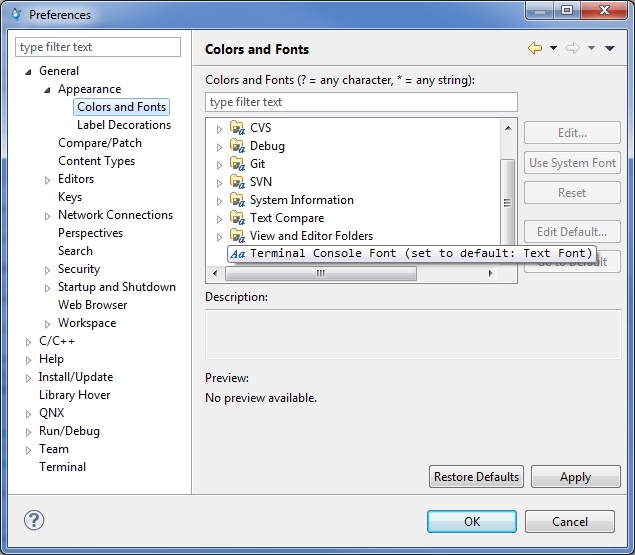 Preferences
type filter text
General
Appearance
Colors and Fonts
Label Decorations
Compare/Patch
Content Types
Editors
Keys
Network Connections
Perspectives
Search
Security
Startup and Shutdown
Web Browser
Workspace
C/C++
Help
Install/Update
Library Hover
QNX
Run/Debug
Team
Terminal
Colors and Fonts
Colors and Fonts (? = any character, * = any string):
type filter text
CVS
Debug
Git
SVN
System Information
Text Compare
View and Editor Folders
Aa Terminal Console Font (set to default: Text Font)
Edit...
Use System Font
Reset
Edit Default...
Go to Default
Description:
Preview:
No preview available.
Restore Defaults
Apply
?
OK
Cancel